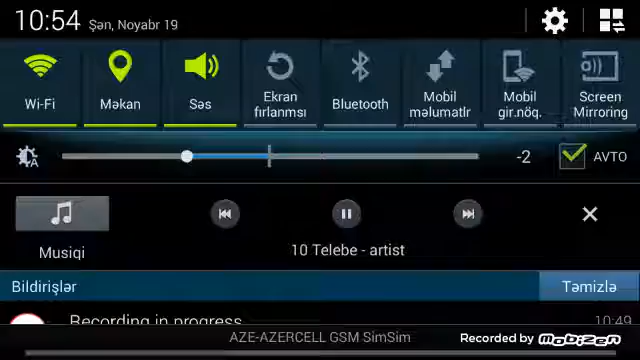 10:54 Şən, Noyabr 19
Wi-Fi
Məkan
Səs
Ekran
fırlanması
Bluetooth
Mobil
məlumatlr
Mobil
gir.nöq.
Screen
Mirroring
-2
AVTO
Musiqi
10 Telebe - artist
Bildirişlər
Təmizlə
Recording in progress
10:49
AZE-AZERCELL GSM SimSim
Recorded by Mobizen